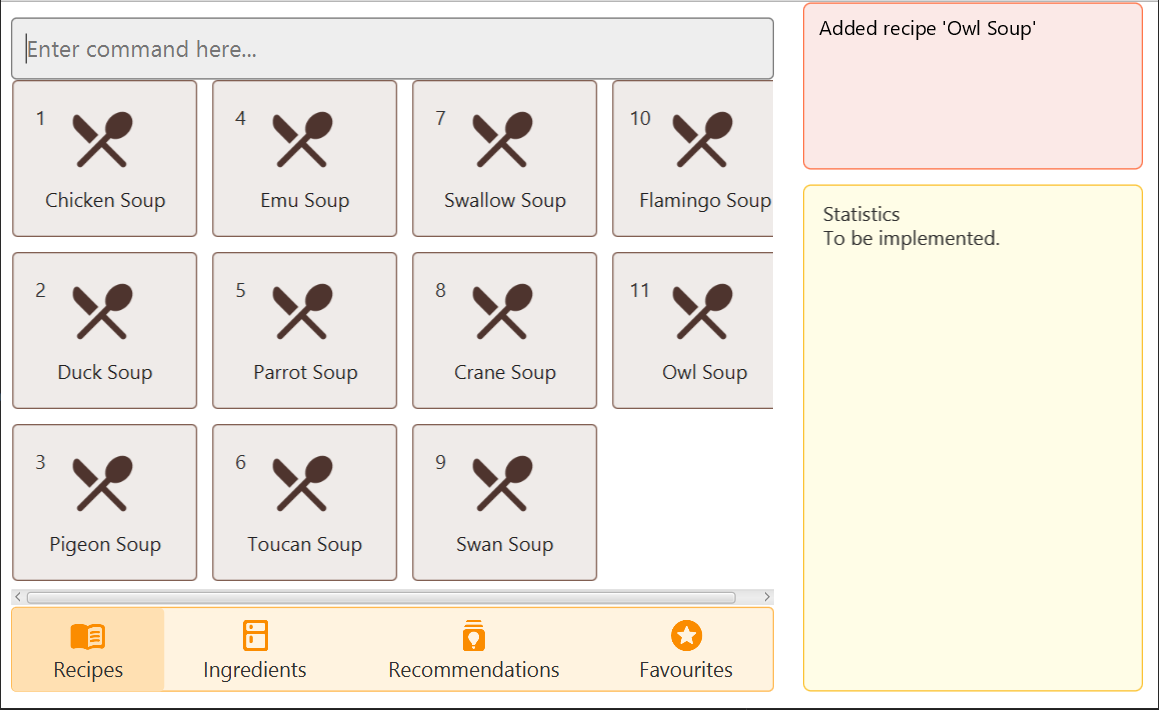 Enter command here...
1
Chicken Soup
4
Emu Soup
7
Swallow Soup
10
Flamingo Soup
2
Duck Soup
5
Parrot Soup
8
Crane Soup
11
Owl Soup
3
Pigeon Soup
6
Toucan Soup
9
Swan Soup
Recipes
Ingredients
Recommendations
Favourites
Added recipe 'Owl Soup'
Statistics
To be implemented.